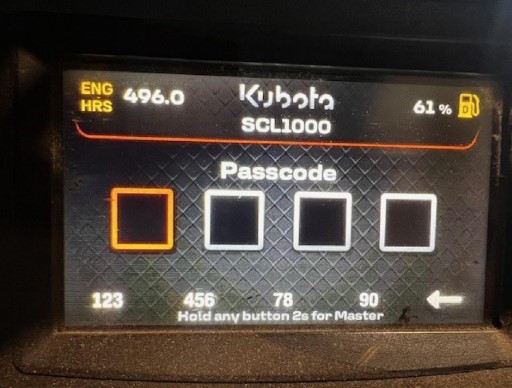 ENG
HRS 496.0 Kubota 61 % D
SCL1000
Passcode
123 456 78 90
Hold any button 2s for Master